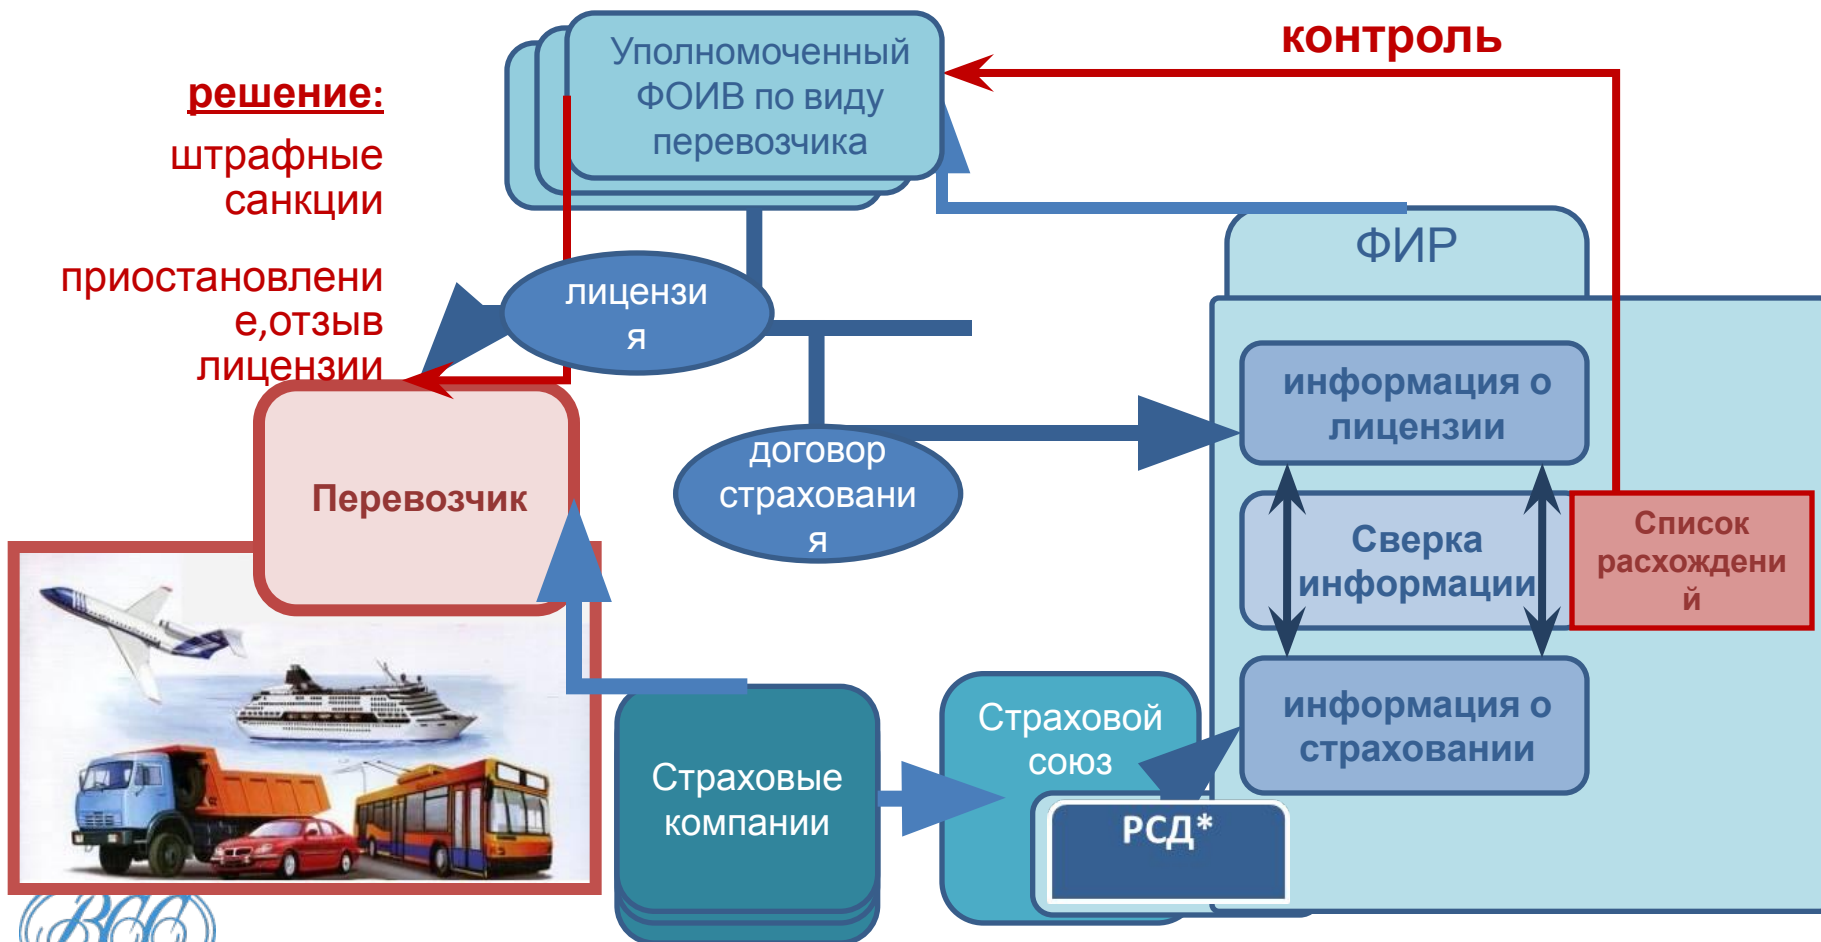 контроль
Уполномоченный
ФОИВ по виду
перевозчика
решение:
штрафные
санкции
приостановлени
е,отзыв
лицензии
лицензи
я
ФИР
информация о
лицензии
договор
страховани
я
Перевозчик
Сверка
информации
Список
расхождени
й
информация о
страховании
Страховой
союз
Страховые
компании
РСД*
ВСС